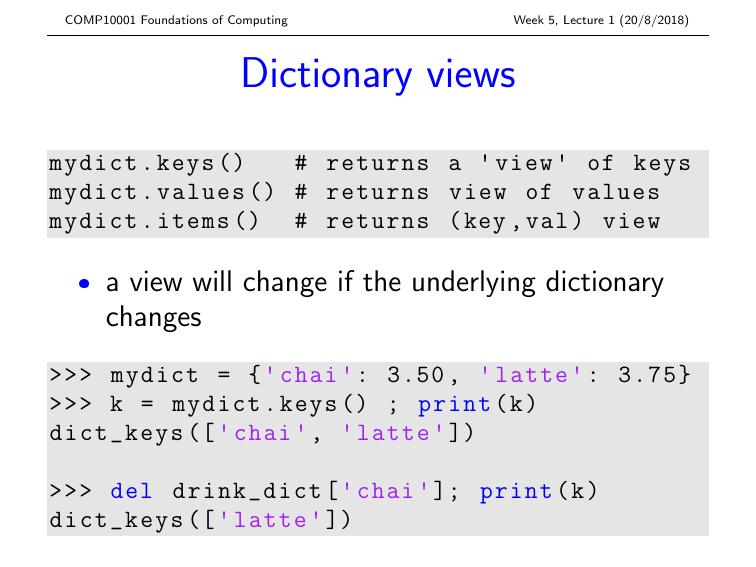 COMP10001 Foundations of Computing Week 5, Lecture 1 (20/8/2018)
Dictionary views
mydict.keys()   # returns a 'view' of keys
mydict.values() # returns view of values
mydict.items()  # returns (key,val) view
• a view will change if the underlying dictionary
changes
>>> mydict = {'chai': 3.50, 'latte': 3.75}
>>> k = mydict.keys() ; print(k)
dict_keys(['chai', 'latte'])
>>> del drink_dict['chai']; print(k)
dict_keys(['latte'])